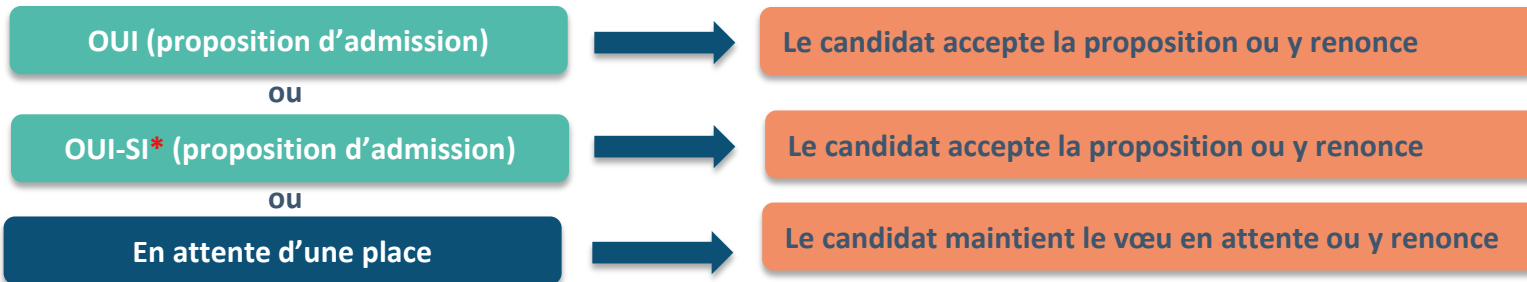 OUI (proposition d’admission)
Le candidat accepte la proposition ou y renonce
ou
OUI-SI* (proposition d’admission)
Le candidat accepte la proposition ou y renonce
ou
En attente d’une place
Le candidat maintient le vœu en attente ou y renonce